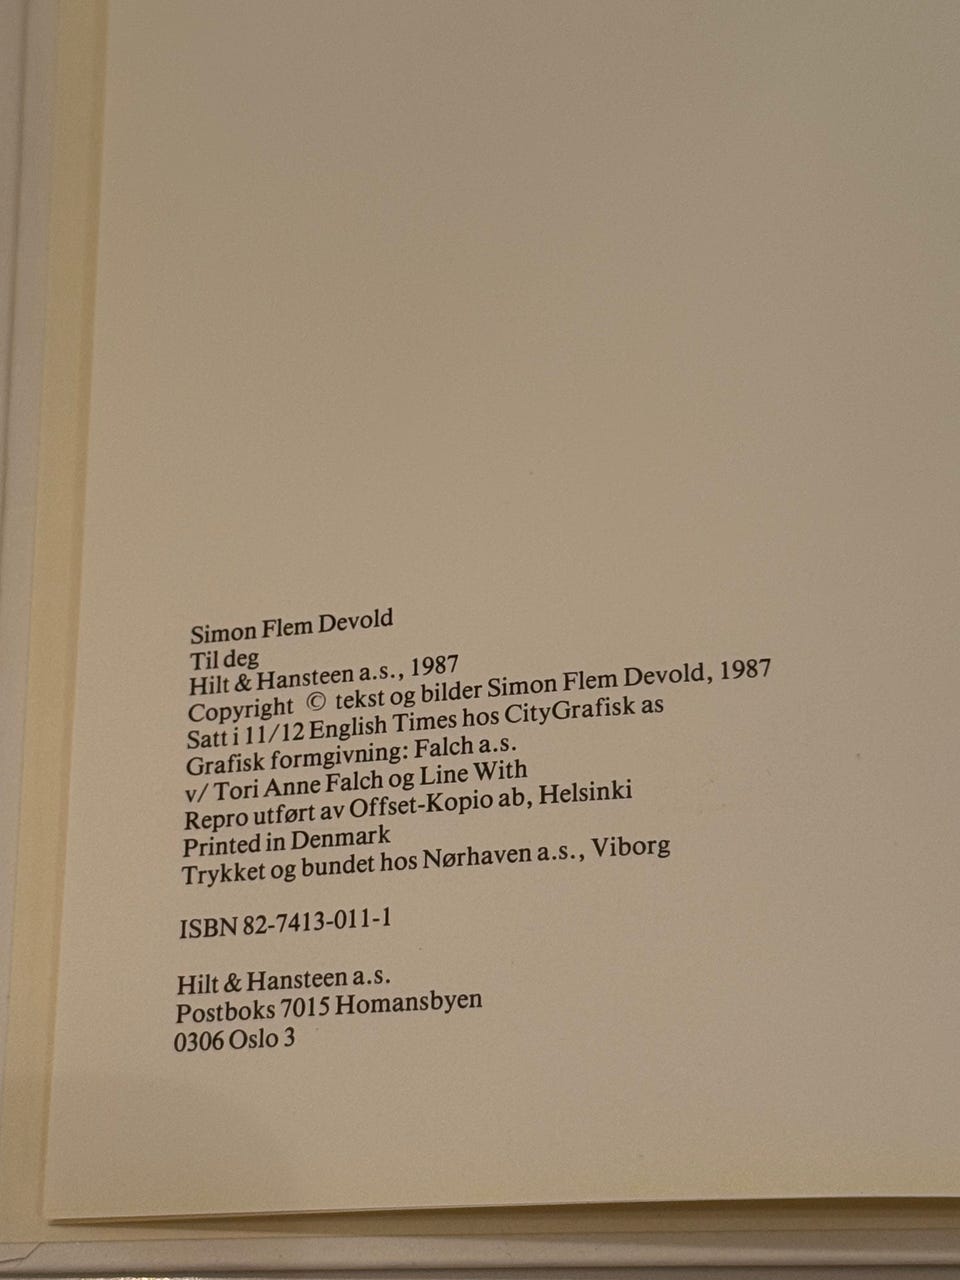 Simon Flem Devold
Til deg
Hilt & Hansteen a.s., 1987
Copyright © tekst og bilder Simon Flem Devold, 1987
Satt i 11/12 English Times hos CityGrafisk as
Grafisk formgivning: Falch a.s.
v/ Tori Anne Falch og Line With
Repro utført av Offset-Kopio ab, Helsinki
Printed in Denmark
Trykket og bundet hos Nørhaven a.s., Viborg
ISBN 82-7413-011-1
Hilt & Hansteen a.s.
Postboks 7015 Homansbyen
0306 Oslo 3